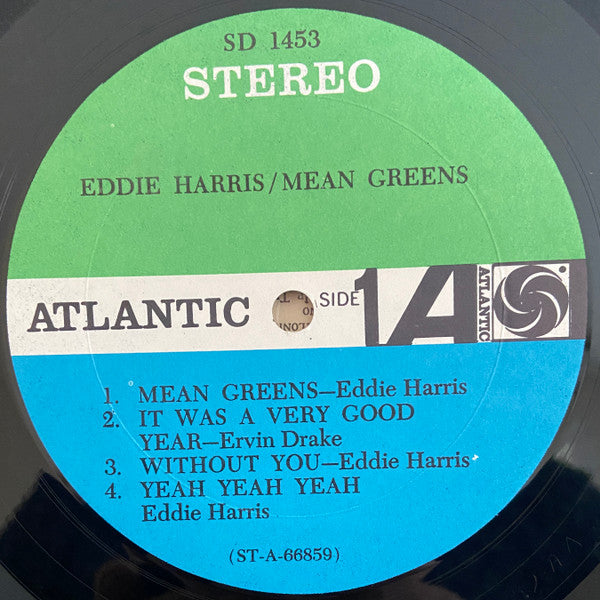 SD 1453
STEREO
EDDIE HARRIS/MEAN GREENS
ATLANTIC
SIDE 1
A
ATLANTIC
1. MEAN GREENS—Eddie Harris
2. IT WAS A VERY GOOD
YEAR—Ervin Drake
3. WITHOUT YOU—Eddie Harris
4. YEAH YEAH YEAH
Eddie Harris
(ST-A-66859)